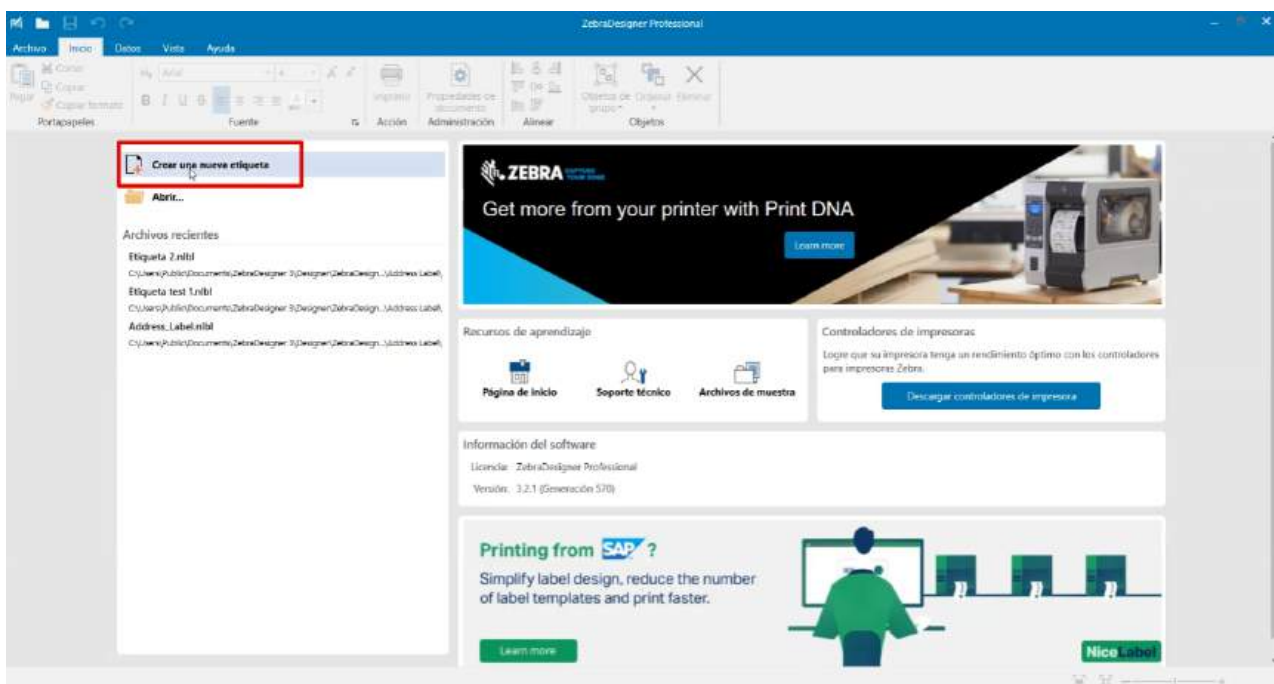 ZebraDesigner Professional
Archivo Inicio Datos Vista Ayuda
Cortar
Arial
Pegar
Copiar
Copiar formato
B I U
Imprimir
Propiedades de documento
Objetos de grupo
Ordenar
Eliminar
Portapapeles
Fuente
Acción
Administración
Alinear
Objetos
Crear una nueva etiqueta
Abrir...
Archivos recientes
Etiqueta 2.nlbl
Etiqueta test 1.nlbl
Address_Label.nlbl
ZEBRA
Get more from your printer with Print DNA
Learn more
Recursos de aprendizaje
Página de inicio
Soporte técnico
Archivos de muestra
Controladores de impresoras
Logre que su impresora tenga un rendimiento óptimo con los controladores
para impresoras Zebra.
Descargar controladores de impresora
Información del software
Licencia: ZebraDesigner Professional
Versión: 3.2.1 (Generación 570)
Printing from SAP ?
Simplify label design, reduce the number
of label templates and print faster.
Learn more
NiceLabel